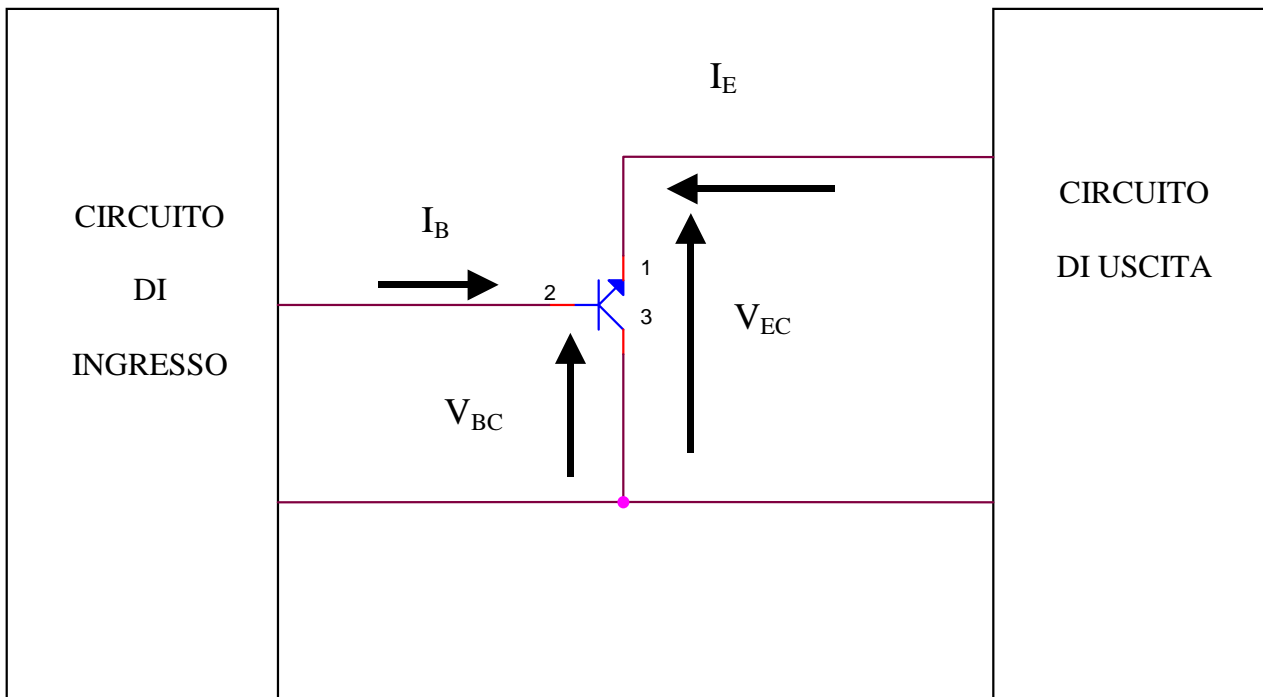 I_E
CIRCUITO
DI
INGRESSO
I_B
2
1
3
V_BC
V_EC
CIRCUITO
DI USCITA